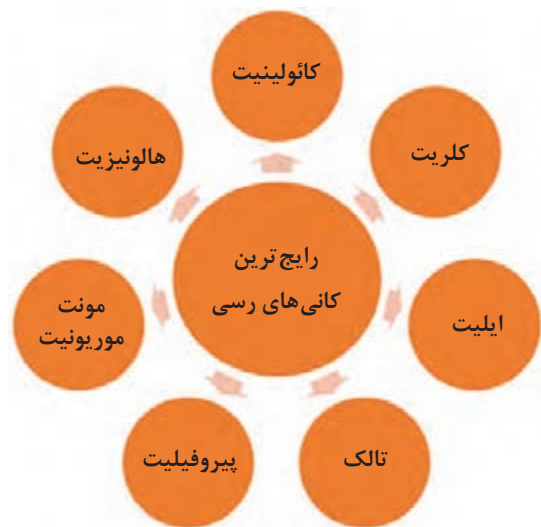 رایج‌ترین
کانی‌های رسی
کائولینیت
کلریت
ایلیت
تالک
پیروفیلیت
مونت
موریونیت
هالونیزیت